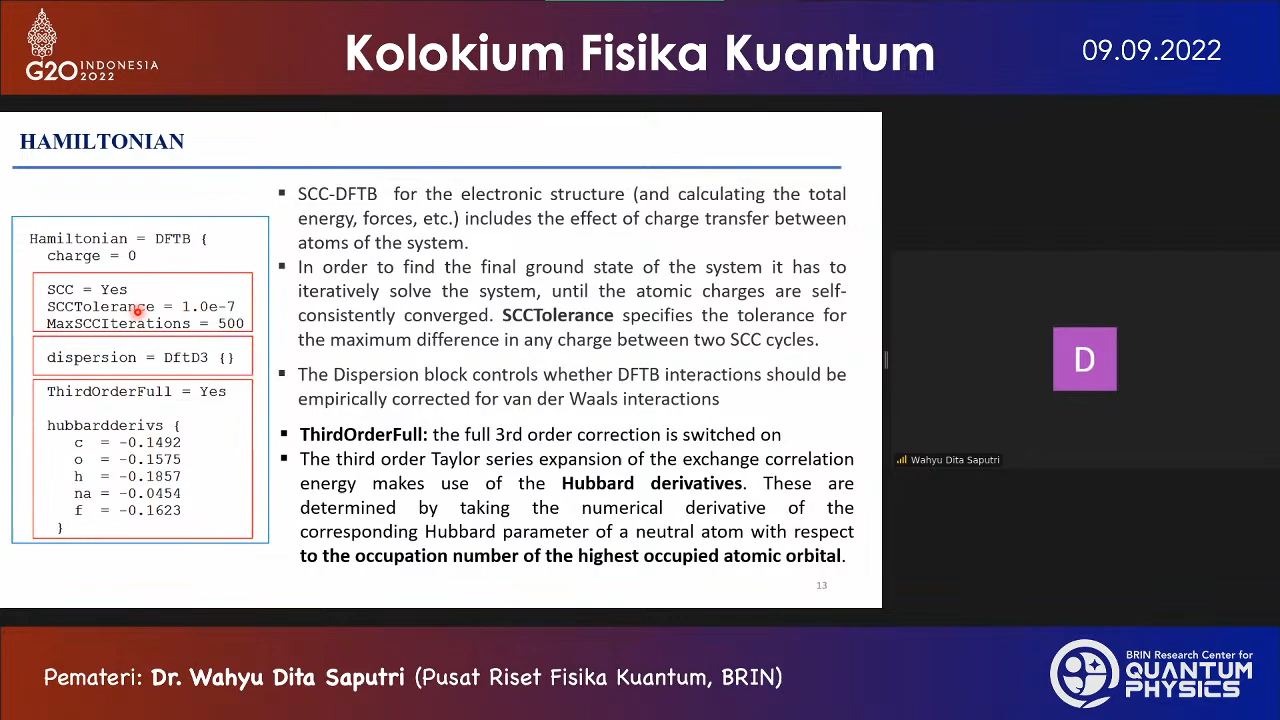 G20 INDONESIA 2022
Kolokium Fisika Kuantum
09.09.2022
HAMILTONIAN
Hamiltonian = DFTB {
charge = 0
SCC = Yes
SCCTolerance = 1.0e-7
MaxSCCIterations = 500
dispersion = DftD3 {}
ThirdOrderFull = Yes
hubbardderivs {
c = -0.1492
o = -0.1575
h = -0.1857
na = -0.0454
f = -0.1623
}
▪ SCC-DFTB for the electronic structure (and calculating the total
energy, forces, etc.) includes the effect of charge transfer between
atoms of the system.
▪ In order to find the final ground state of the system it has to
iteratively solve the system, until the atomic charges are self-
consistently converged. SCCTolerance specifies the tolerance for
the maximum difference in any charge between two SCC cycles.
▪ The Dispersion block controls whether DFTB interactions should be
empirically corrected for van der Waals interactions
▪ ThirdOrderFull: the full 3rd order correction is switched on
▪ The third order Taylor series expansion of the exchange correlation
energy makes use of the Hubbard derivatives. These are
determined by taking the numerical derivative of the
corresponding Hubbard parameter of a neutral atom with respect
to the occupation number of the highest occupied atomic orbital.
13
D
Wahyu Dita Saputri
Pemateri: Dr. Wahyu Dita Saputri (Pusat Riset Fisika Kuantum, BRIN)
BRIN Research Center for
QUANTUM
PHYSICS